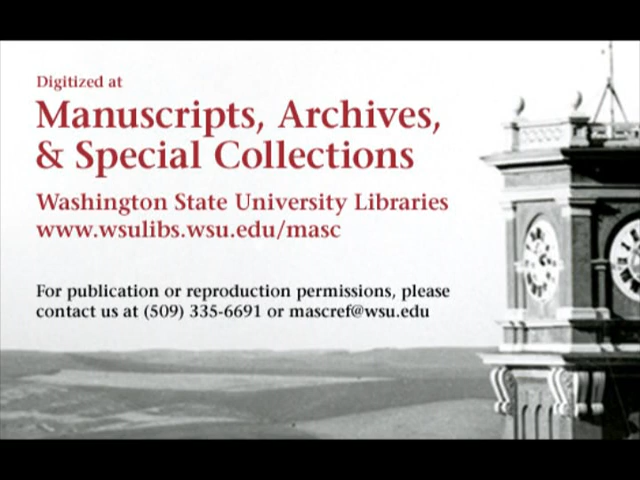 Digitized at
Manuscripts, Archives,
& Special Collections
Washington State University Libraries
www.wsulibs.wsu.edu/masc
For publication or reproduction permissions, please
contact us at (509) 335-6691 or mascref@wsu.edu